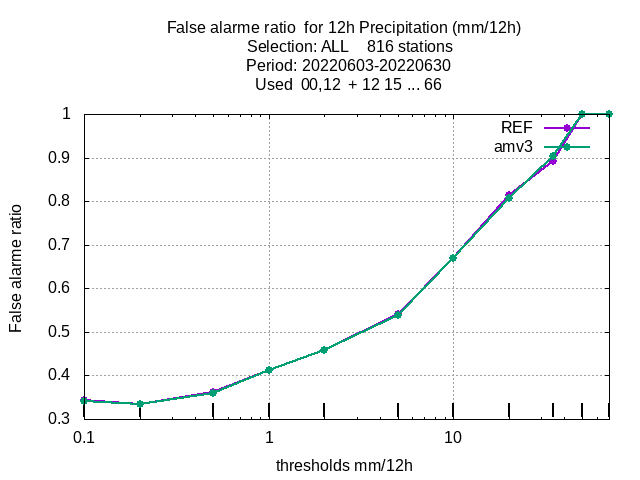 False alarme ratio  for 12h Precipitation (mm/12h)
Selection: ALL    816 stations
Period: 20220603-20220630
Used  00,12  + 12 15 ... 66
REF
amv3
False alarme ratio
1
0.9
0.8
0.7
0.6
0.5
0.4
0.3
0.1
1
10
thresholds mm/12h